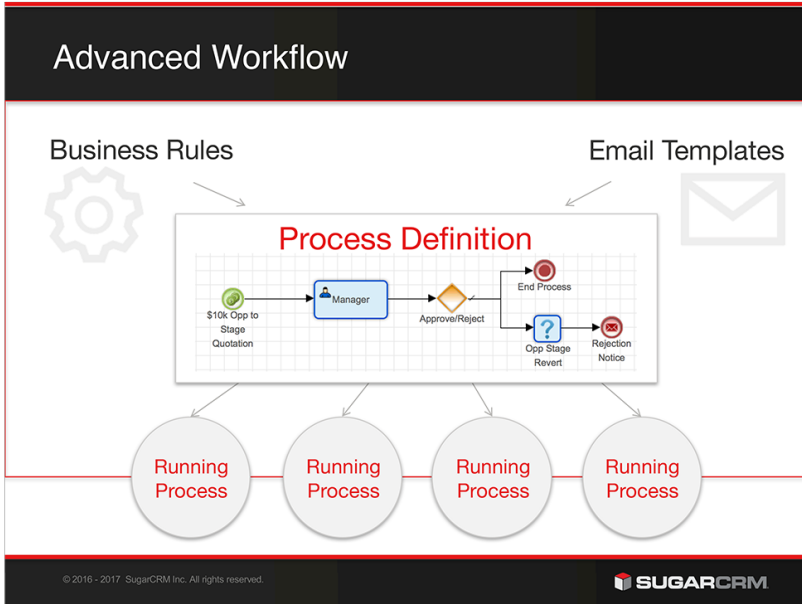 Advanced Workflow
Business Rules
Email Templates
Process Definition
$10k Opp to
Stage
Quotation
Manager
Approve/Reject
End Process
Opp Stage
Revert
Rejection
Notice
Running
Process
Running
Process
Running
Process
Running
Process
© 2016 - 2017 SugarCRM Inc. All rights reserved.
SUGARCRM.